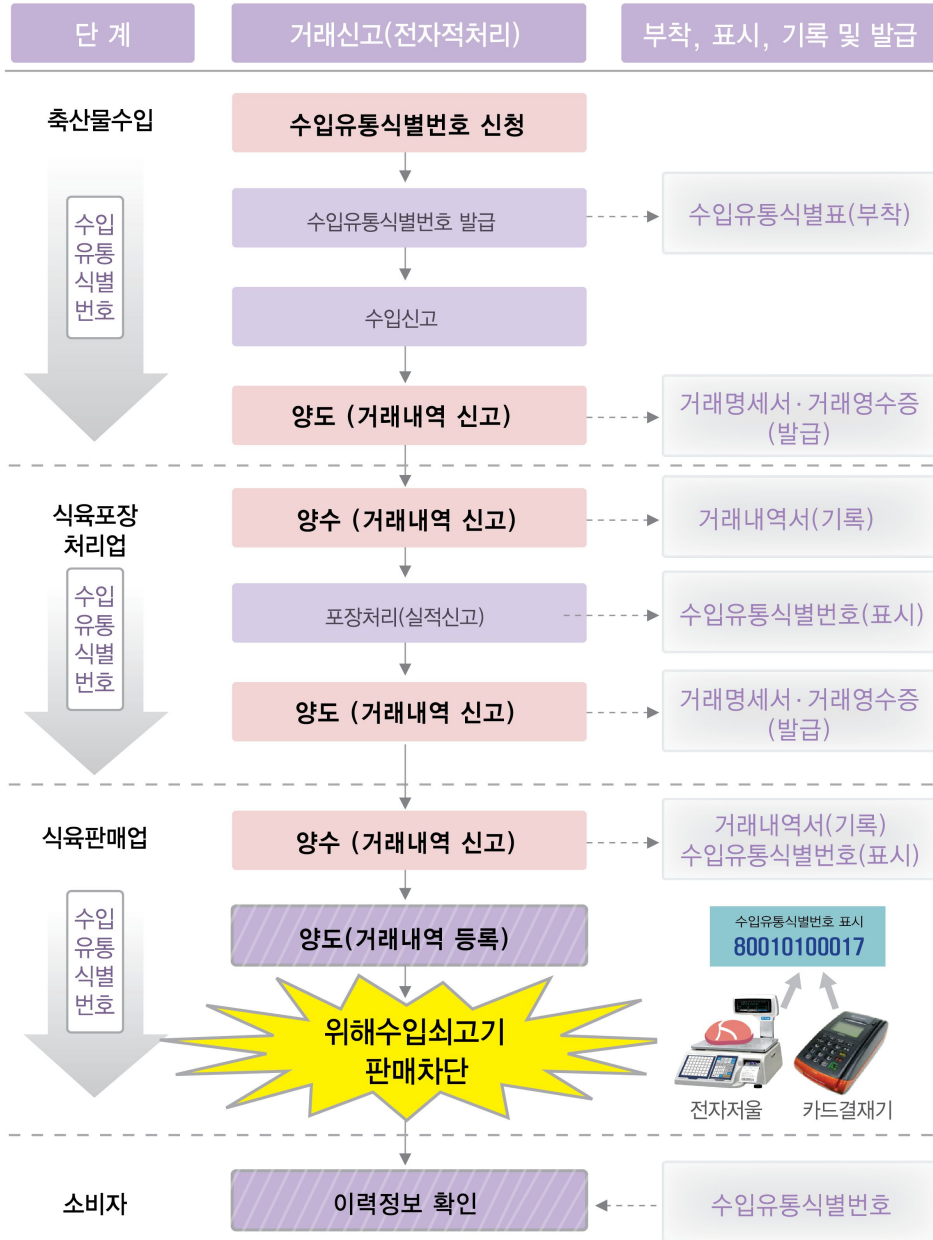 단 계
거래신고(전자적처리)
부착, 표시, 기록 및 발급
축산물수입
수입
유통
식별
번호
수입유통식별번호 신청
수입유통식별번호 발급
수입유통식별표(부착)
수입신고
양도 (거래내역 신고)
거래명세서·거래영수증
(발급)
식육포장
처리업
수입
유통
식별
번호
양수 (거래내역 신고)
거래내역서(기록)
포장처리(실적신고)
수입유통식별번호(표시)
양도 (거래내역 신고)
거래명세서·거래영수증
(발급)
식육판매업
수입
유통
식별
번호
양수 (거래내역 신고)
거래내역서(기록)
수입유통식별번호(표시)
양도(거래내역 등록)
수입유통식별번호 표시
80010100017
위해수입쇠고기
판매차단
전자저울
카드결재기
소비자
이력정보 확인
수입유통식별번호